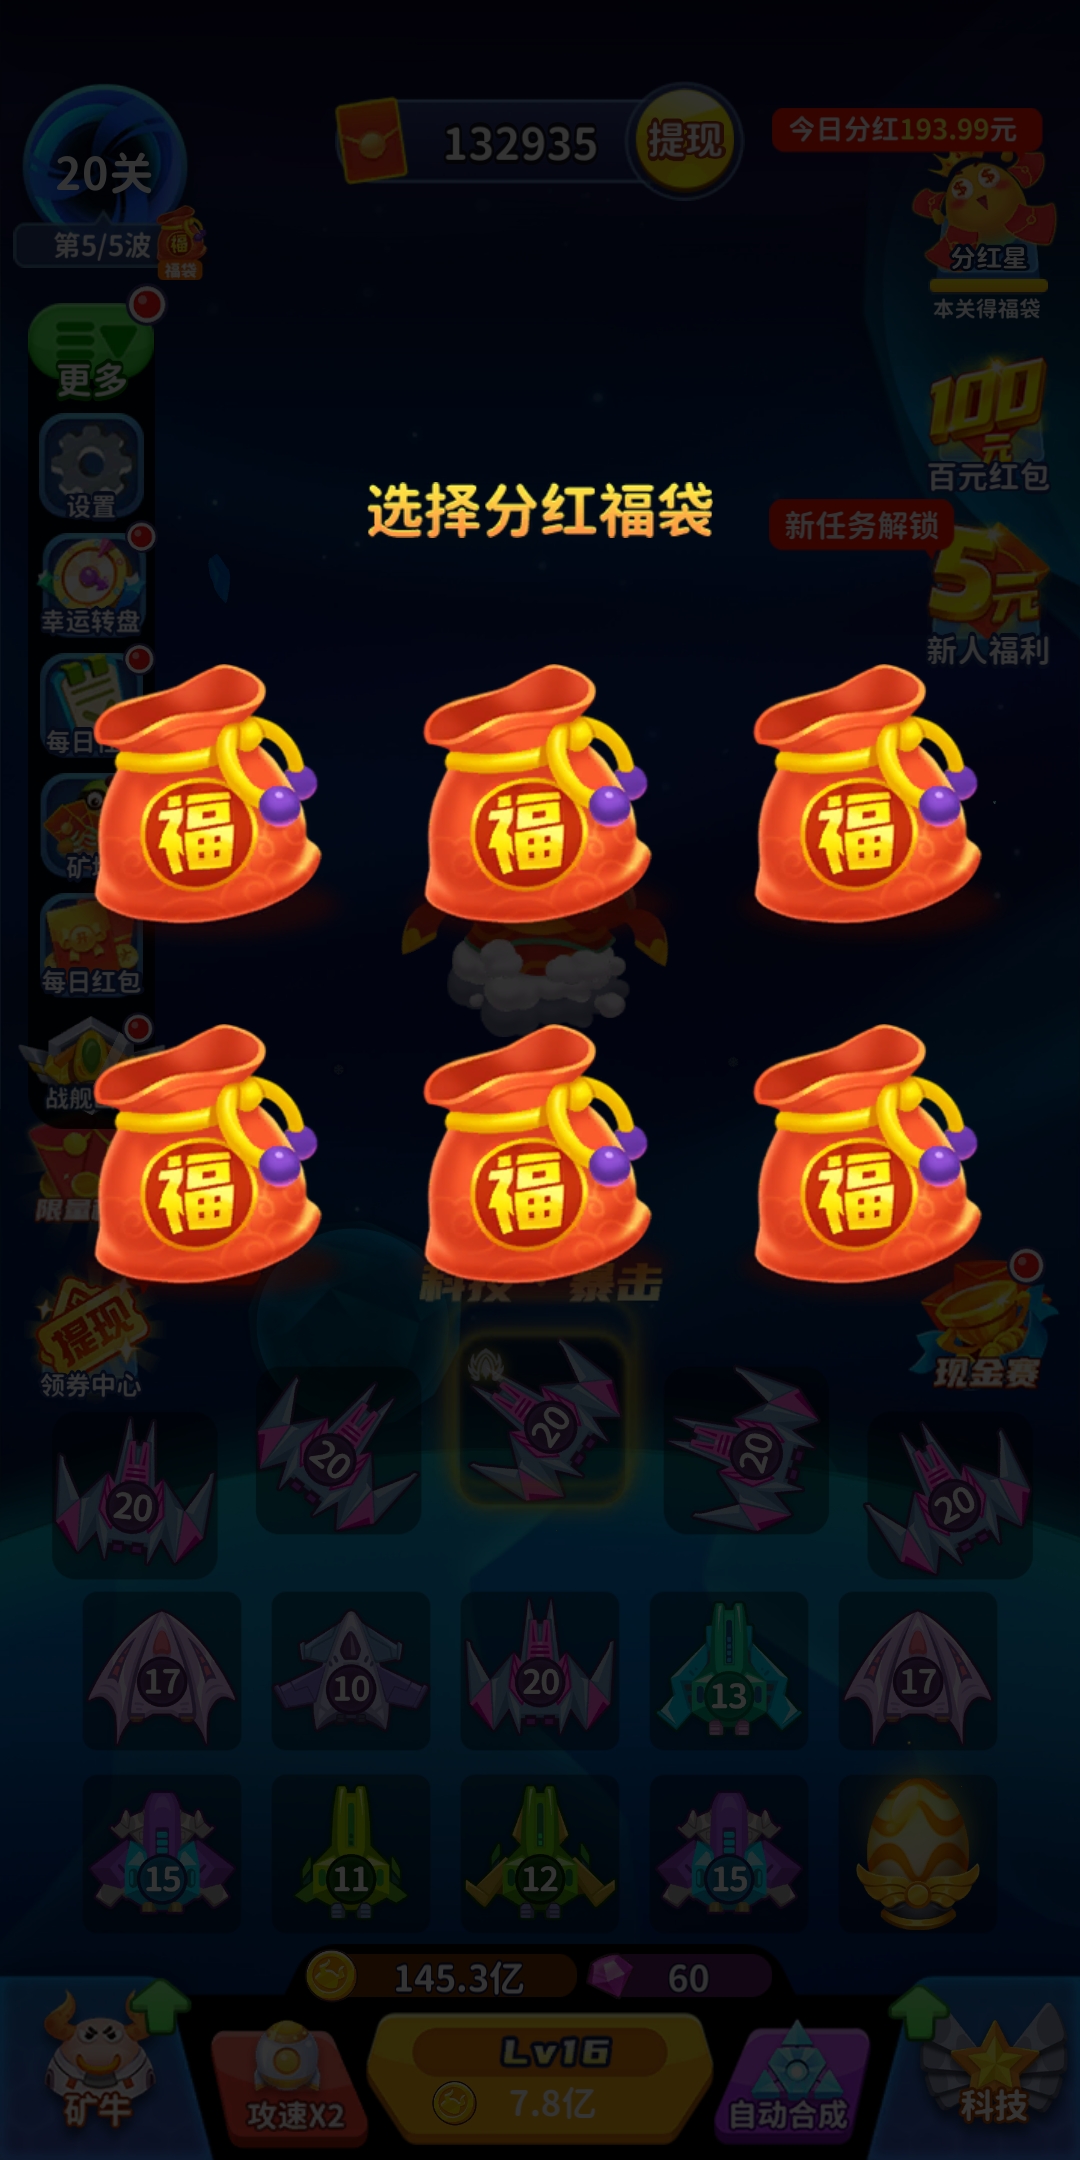 20关
132935
提现
今日分红193.99元
第5/5波
福
福袋
分红星
本关得福袋
更多
100
元
百元红包
设置
选择分红福袋
新任务解锁
5元
新人福利
幸运转盘
每日
福
福
福
矿
每日红包
战舰
福
福
福
限量
科技
暴击
提现
领券中心
现金赛
20
20
20
20
20
17
10
20
13
17
15
11
12
15
145.3亿
60
矿牛
攻速X2
Lv16
7.8亿
自动合成
科技